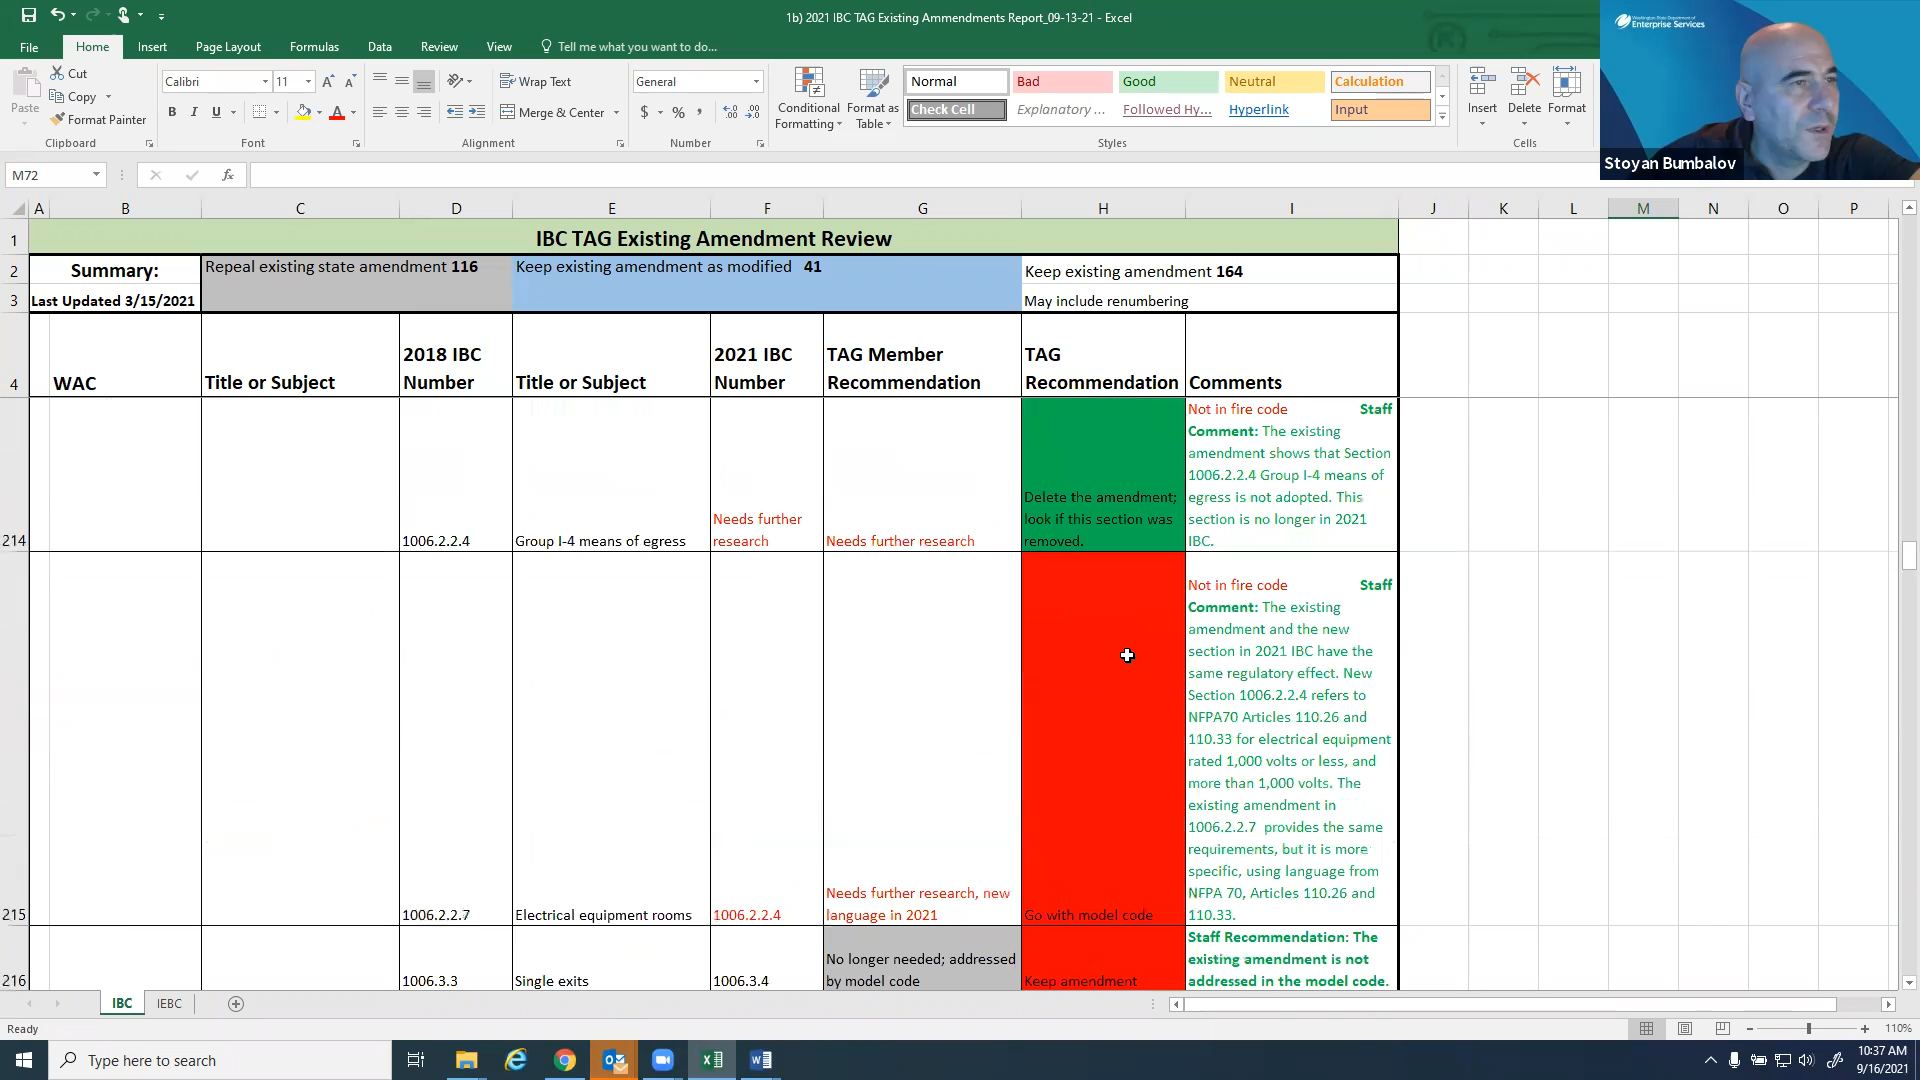 1b) 2021 IBC TAG Existing Ammendments Report_09-13-21 - Excel
Washington State Department of
Enterprise Services
File Home Insert Page Layout Formulas Data Review View Tell me what you want to do...
Paste
Cut
Copy
Format Painter
Calibri 11
B I U A
Wrap Text
Merge & Center
General
$ %
Conditional Formatting
Format as Table
Normal Bad Good Neutral Calculation
Check Cell Explanatory ... Followed Hy... Hyperlink Input
Insert Delete Format
Clipboard Font Alignment Number Styles Cells
Stoyan Bumbalov
M72 fx
A B C D E F G H I J K L M N O P
1 IBC TAG Existing Amendment Review
2 Summary: Repeal existing state amendment 116 Keep existing amendment as modified 41 Keep existing amendment 164
3 Last Updated 3/15/2021 May include renumbering
2018 IBC 2021 IBC TAG Member TAG
4 WAC Title or Subject Number Title or Subject Number Recommendation Recommendation Comments
Not in fire code Staff
Comment: The existing
amendment shows that Section
1006.2.2.4 Group I-4 means of
egress is not adopted. This
section is no longer in 2021
IBC.
Delete the amendment;
look if this section was
removed.
Needs further
research
214 1006.2.2.4 Group I-4 means of egress Needs further research
Not in fire code Staff
Comment: The existing
amendment and the new
section in 2021 IBC have the
same regulatory effect. New
Section 1006.2.2.4 refers to
NFPA70 Articles 110.26 and
110.33 for electrical equipment
rated 1,000 volts or less, and
more than 1,000 volts. The
existing amendment in
1006.2.2.7 provides the same
requirements, but it is more
specific, using language from
NFPA 70, Articles 110.26 and
110.33.
Needs further research, new
language in 2021
215 1006.2.2.7 Electrical equipment rooms 1006.2.2.4 Go with model code
Staff Recommendation: The
existing amendment is not
addressed in the model code.
No longer needed; addressed
by model code
216 1006.3.3 Single exits 1006.3.4 Keep amendment
IBC IEBC
Ready 110%
Type here to search
10:37 AM
9/16/2021